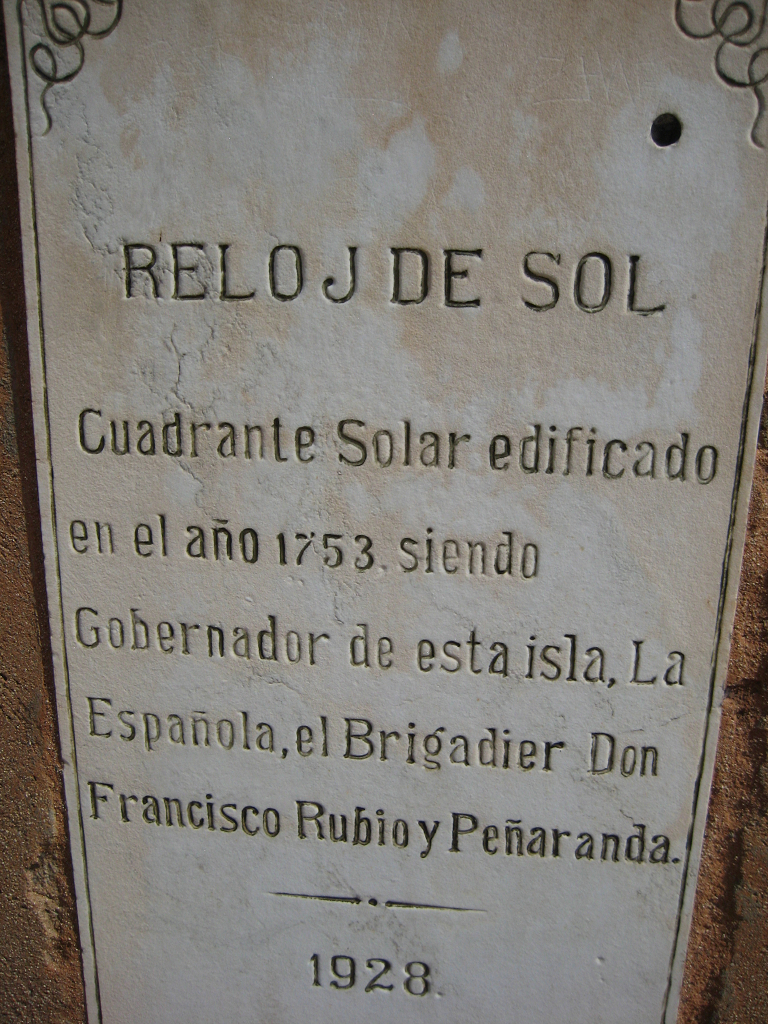 RELOJ DE SOL
Cuadrante Solar edificado
en el año 1753. siendo
Gobernador de esta isla, La
Española, el Brigadier Don
Francisco Rubio y Peñaranda.
1928.